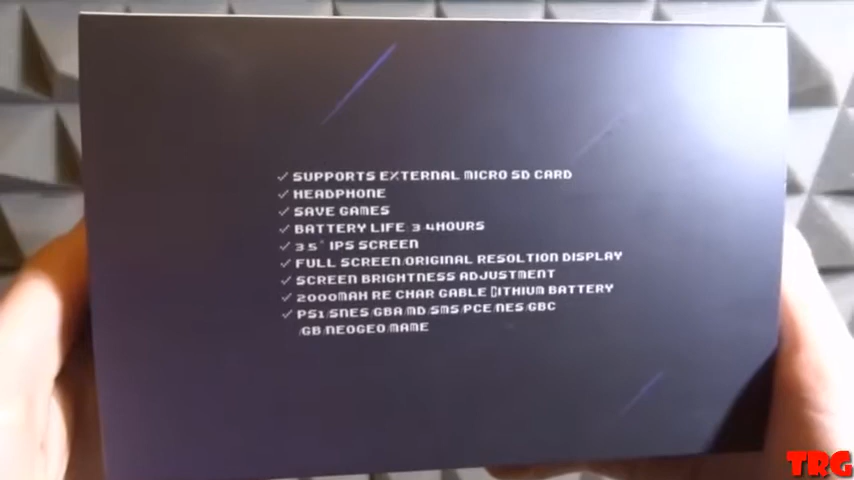 ✓ SUPPORTS EXTERNAL MICRO SD CARD
✓ HEADPHONE
✓ SAVE GAMES
✓ BATTERY LIFE:3-4HOURS
✓ 3.5" IPS SCREEN
✓ FULL SCREEN/ORIGINAL RESOLTION DISPLAY
✓ SCREEN BRIGHTNESS ADJUSTMENT
✓ 2000MAH RE CHAR GABLE LITHIUM BATTERY
✓ PS1/SNES/GBA/MD/SMS/PCE/NES/GBC
/GB/NEOGEO/MAME
TRG